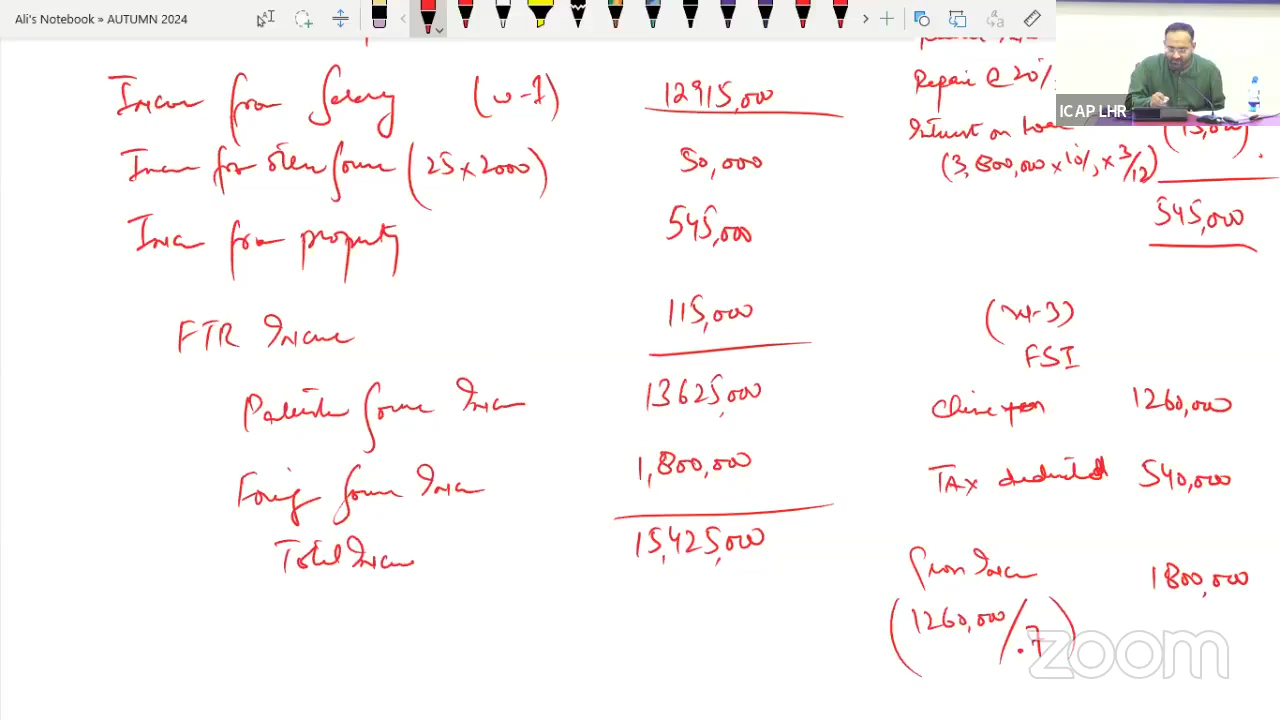 Ali's Notebook » AUTUMN 2024
Income from Salary (w-1) 12915,000
Income from other source (25 x 2000) 50,000
Income from property 545,000
FTR Income 115,000
Pakistan source Income 13625,000
Foreign source Income 1,800,000
Total Income 15,425,000
Repair @ 20%
Interest on loan (15,000)
(3,800,000 x 10% x 3/12)
545,000
(w-3)
FSI
1260,000
TAX deducted 540,000
Gross Income 1800,000
(1260,000/.7)
ICAP LHR
zoom